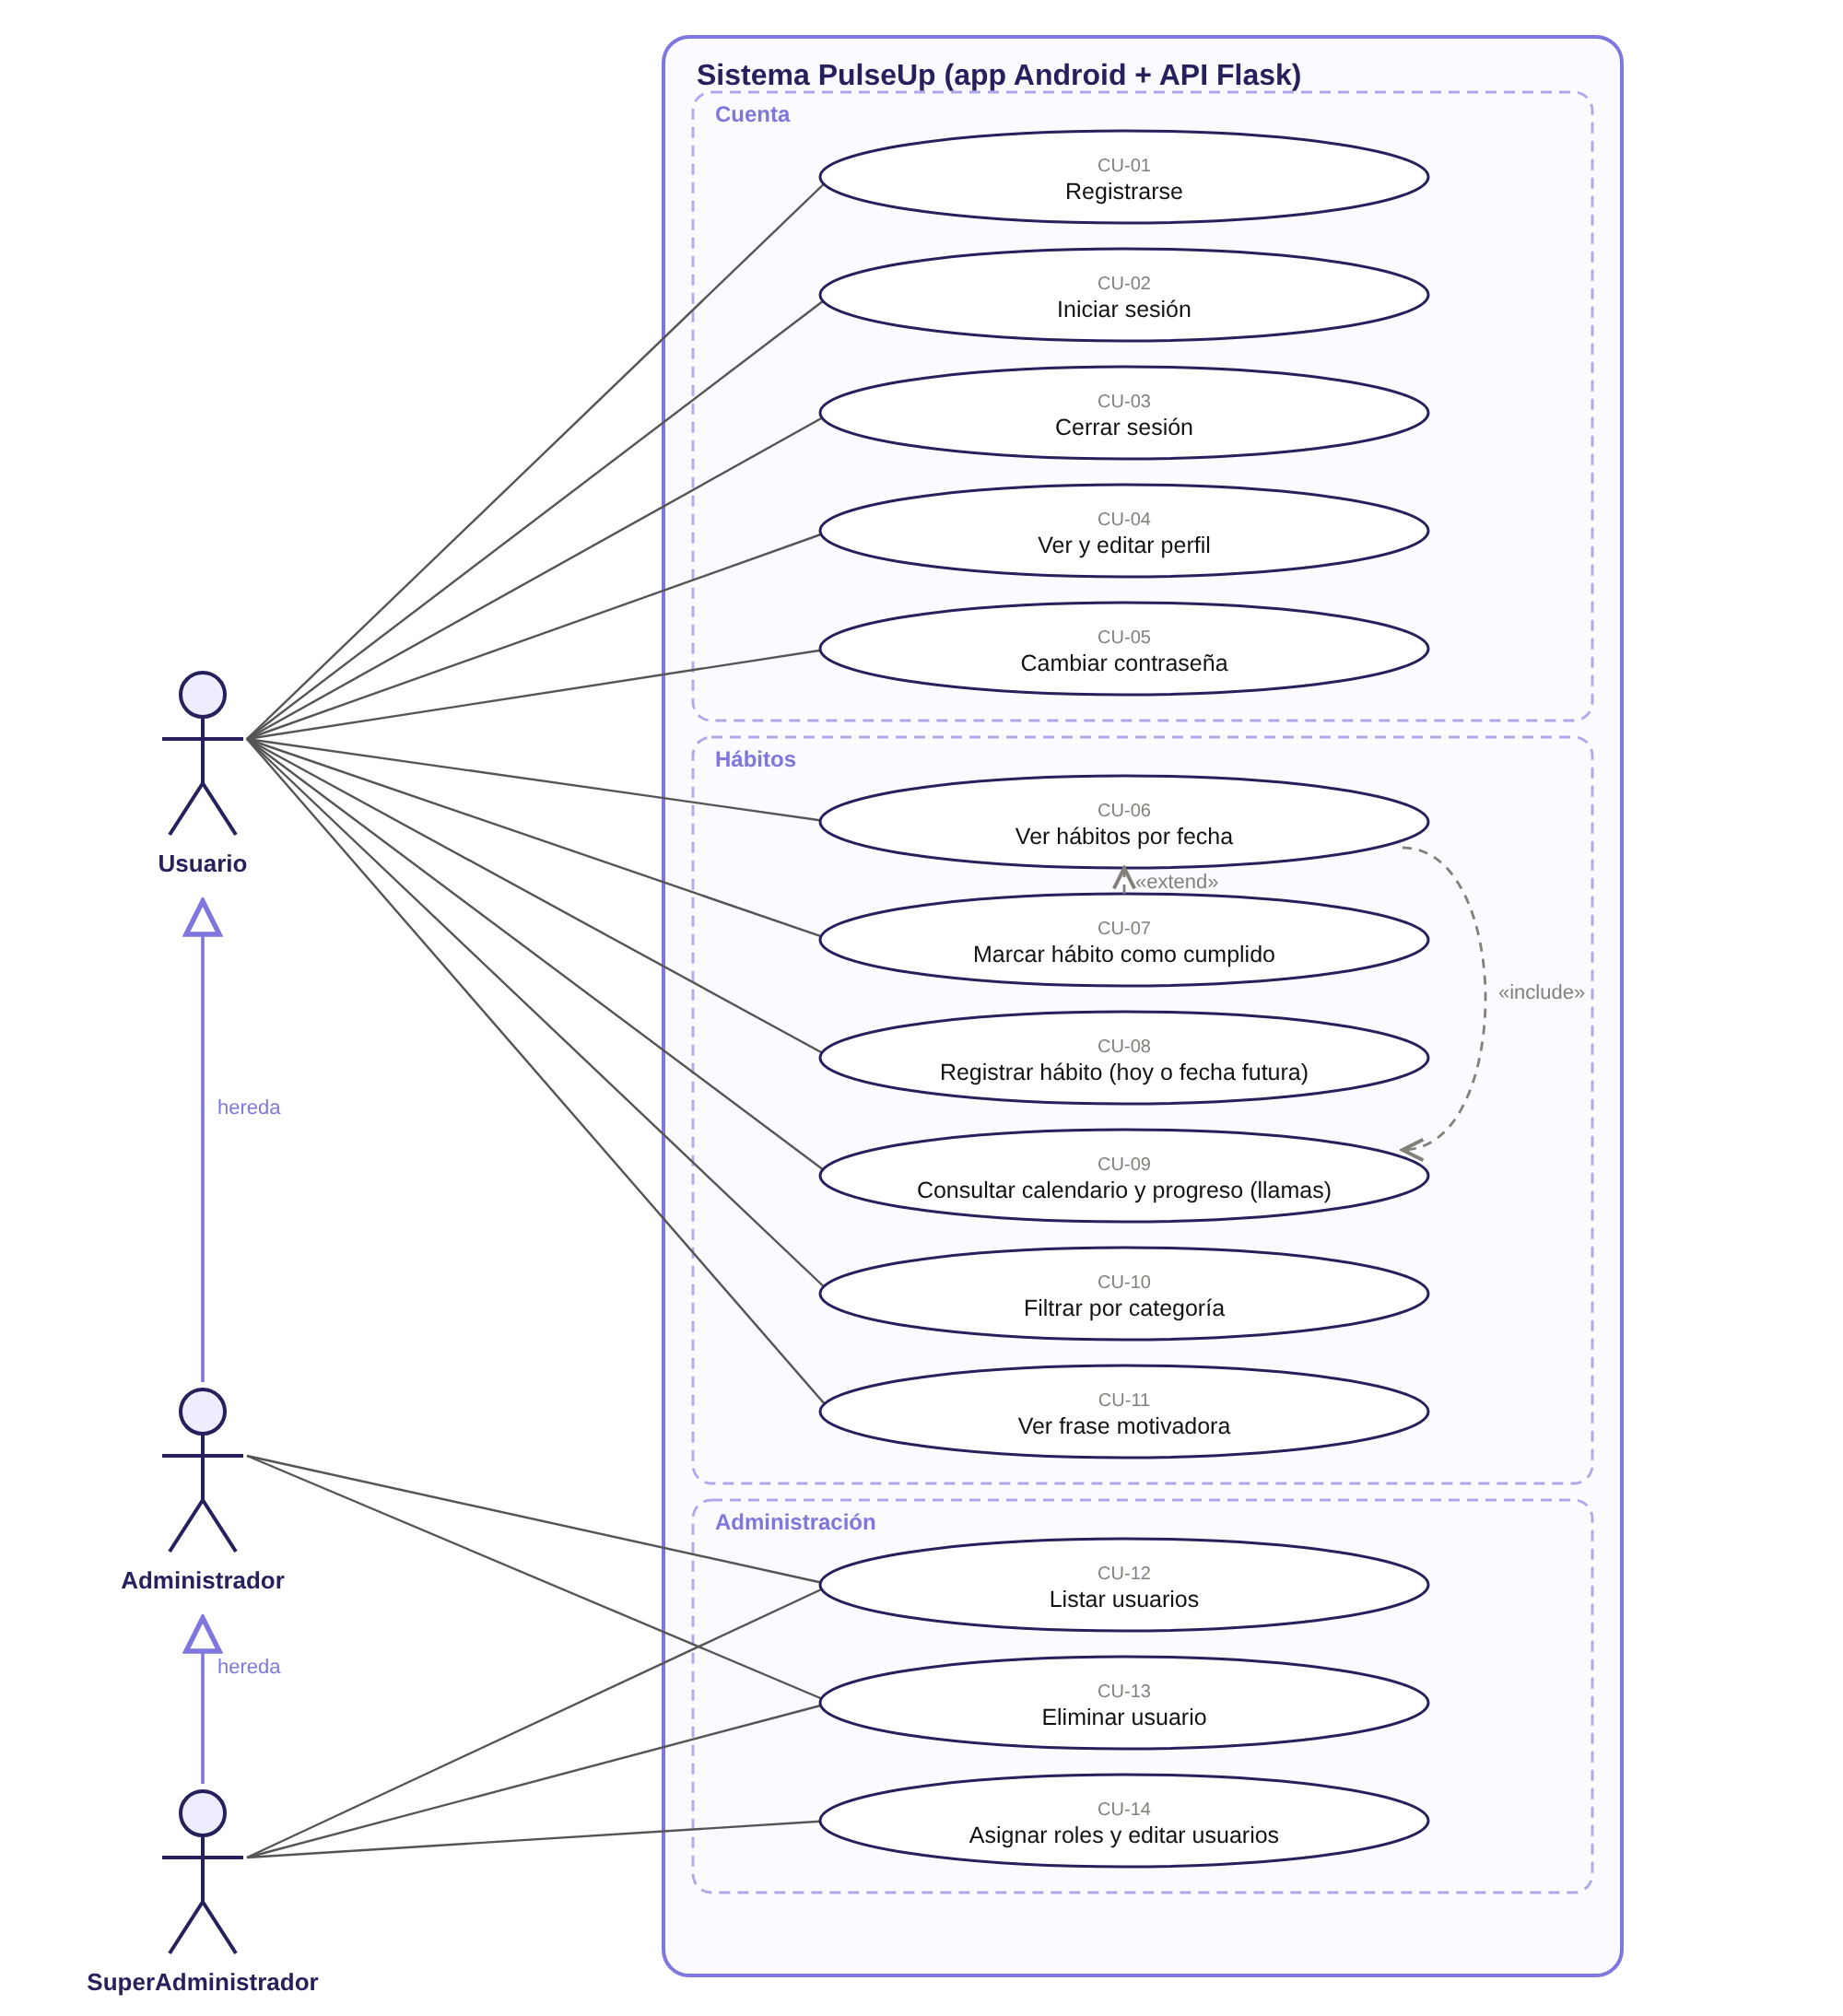 Sistema PulseUp (app Android + API Flask)
Cuenta
CU-01
Registrarse
CU-02
Iniciar sesión
CU-03
Cerrar sesión
CU-04
Ver y editar perfil
CU-05
Cambiar contraseña
Hábitos
CU-06
Ver hábitos por fecha
«extend»
CU-07
Marcar hábito como cumplido
«include»
CU-08
Registrar hábito (hoy o fecha futura)
CU-09
Consultar calendario y progreso (llamas)
CU-10
Filtrar por categoría
CU-11
Ver frase motivadora
Administración
CU-12
Listar usuarios
CU-13
Eliminar usuario
CU-14
Asignar roles y editar usuarios
Usuario
hereda
Administrador
hereda
SuperAdministrador